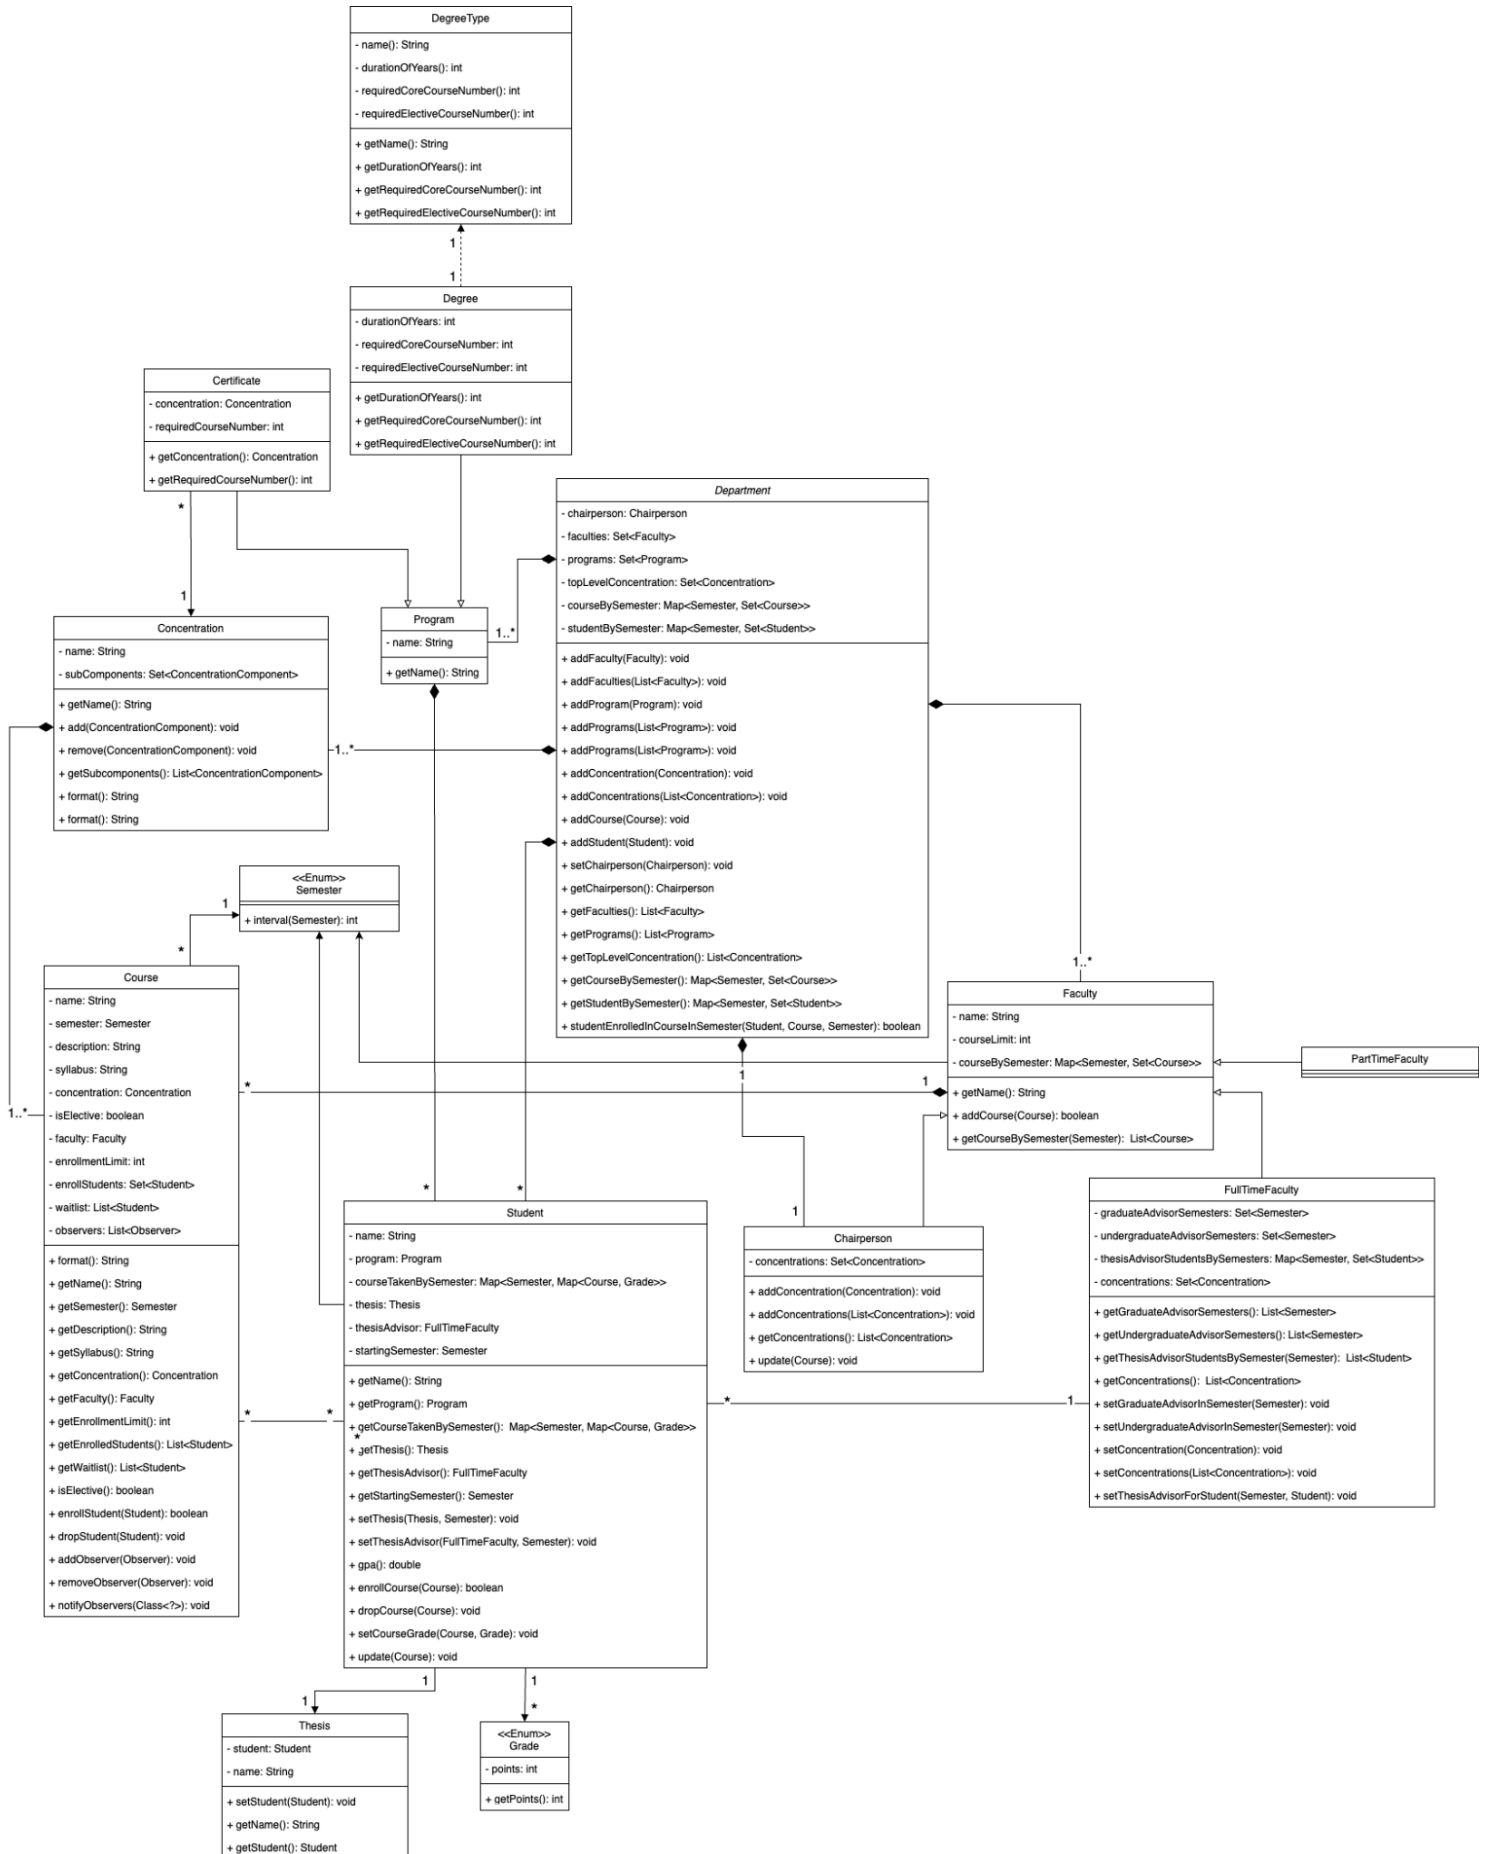 DegreeType
- name(): String
- durationOfYears(): int
- requiredCoreCourseNumber(): int
- requiredElectiveCourseNumber(): int
+ getName(): String
+ getDurationOfYears(): int
+ getRequiredCoreCourseNumber(): int
+ getRequiredElectiveCourseNumber(): int
1
1
Degree
- durationOfYears: int
- requiredCoreCourseNumber: int
- requiredElectiveCourseNumber: int
+ getDurationOfYears(): int
+ getRequiredCoreCourseNumber(): int
+ getRequiredElectiveCourseNumber(): int
Certificate
- concentration: Concentration
- requiredCourseNumber: int
+ getConcentration(): Concentration
+ getRequiredCourseNumber(): int
*
1
Department
- chairperson: Chairperson
- faculties: Set<Faculty>
- programs: Set<Program>
- topLevelConcentration: Set<Concentration>
- courseBySemester: Map<Semester, Set<Course>>
- studentBySemester: Map<Semester, Set<Student>>
+ addFaculty(Faculty): void
+ addFaculties(List<Faculty>): void
+ addProgram(Program): void
+ addPrograms(List<Program>): void
+ addPrograms(List<Program>): void
+ addConcentration(Concentration): void
+ addConcentrations(List<Concentration>): void
+ addCourse(Course): void
+ addStudent(Student): void
+ setChairperson(Chairperson): void
+ getChairperson(): Chairperson
+ getFaculties(): List<Faculty>
+ getPrograms(): List<Program>
+ getTopLevelConcentration(): List<Concentration>
+ getCourseBySemester(): Map<Semester, Set<Course>>
+ getStudentBySemester(): Map<Semester, Set<Student>>
+ studentEnrolledInCourseInSemester(Student, Course, Semester): boolean
Program
- name: String
+ getName(): String
1..*
Concentration
- name: String
- subComponents: Set<ConcentrationComponent>
+ getName(): String
+ add(ConcentrationComponent): void
+ remove(ConcentrationComponent): void
+ getSubcomponents(): List<ConcentrationComponent>
+ format(): String
+ format(): String
1..*
<<Enum>>
Semester
+ interval(Semester): int
1
*
Course
- name: String
- semester: Semester
- description: String
- syllabus: String
- concentration: Concentration
- isElective: boolean
- faculty: Faculty
- enrollmentLimit: int
- enrollStudents: Set<Student>
- waitlist: List<Student>
- observers: List<Observer>
+ format(): String
+ getName(): String
+ getSemester(): Semester
+ getDescription(): String
+ getSyllabus(): String
+ getConcentration(): Concentration
+ getFaculty(): Faculty
+ getEnrollmentLimit(): int
+ getEnrolledStudents(): List<Student>
+ getWaitlist(): List<Student>
+ isElective(): boolean
+ enrollStudent(Student): boolean
+ dropStudent(Student): void
+ addObserver(Observer): void
+ removeObserver(Observer): void
+ notifyObservers(Class<?>): void
1..*
*
1
1..*
Faculty
- name: String
- courseLimit: int
- courseBySemester: Map<Semester, Set<Course>>
+ getName(): String
+ addCourse(Course): boolean
+ getCourseBySemester(Semester): List<Course>
PartTimeFaculty
1
1
Chairperson
- concentrations: Set<Concentration>
+ addConcentration(Concentration): void
+ addConcentrations(List<Concentration>): void
+ getConcentrations(): List<Concentration>
+ update(Course): void
FullTimeFaculty
- graduateAdvisorSemesters: Set<Semester>
- undergraduateAdvisorSemesters: Set<Semester>
- thesisAdvisorStudentsBySemesters: Map<Semester, Set<Student>>
- concentrations: Set<Concentration>
+ getGraduateAdvisorSemesters(): List<Semester>
+ getUndergraduateAdvisorSemesters(): List<Semester>
+ getThesisAdvisorStudentsBySemester(Semester): List<Student>
+ getConcentrations(): List<Concentration>
+ setGraduateAdvisorInSemester(Semester): void
+ setUndergraduateAdvisorInSemester(Semester): void
+ setConcentration(Concentration): void
+ setConcentrations(List<Concentration>): void
+ setThesisAdvisorForStudent(Semester, Student): void
*
*
Student
- name: String
- program: Program
- courseTakenBySemester: Map<Semester, Map<Course, Grade>>
- thesis: Thesis
- thesisAdvisor: FullTimeFaculty
- startingSemester: Semester
+ getName(): String
+ getProgram(): Program
+ getCourseTakenBySemester(): Map<Semester, Map<Course, Grade>>
+ getThesis(): Thesis
+ getThesisAdvisor(): FullTimeFaculty
+ getStartingSemester(): Semester
+ setThesis(Thesis, Semester): void
+ setThesisAdvisor(FullTimeFaculty, Semester): void
+ gpa(): double
+ enrollCourse(Course): boolean
+ dropCourse(Course): void
+ setCourseGrade(Course, Grade): void
+ update(Course): void
*
*
*
*
1
1
1
1
*
Thesis
- student: Student
- name: String
+ setStudent(Student): void
+ getName(): String
+ getStudent(): Student
<<Enum>>
Grade
- points: int
+ getPoints(): int